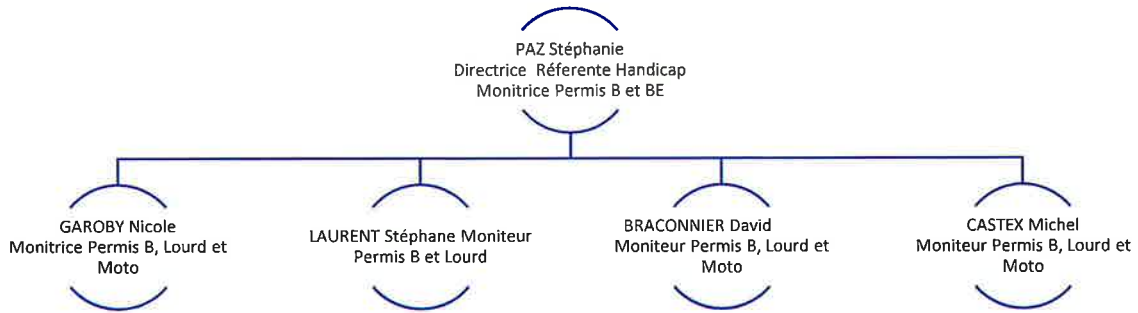 PAZ Stéphanie
Directrice Réferente Handicap
Monitrice Permis B et BE
GAROBY Nicole
Monitrice Permis B, Lourd et
Moto
LAURENT Stéphane Moniteur
Permis B et Lourd
BRACONNIER David
Moniteur Permis B, Lourd et
Moto
CASTEX Michel
Moniteur Permis B, Lourd et
Moto